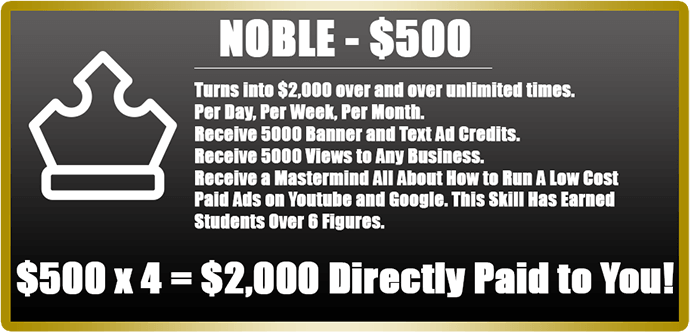 NOBLE - $500
Turns into $2,000 over and over unlimited times.
Per Day, Per Week, Per Month.
Receive 5000 Banner and Text Ad Credits.
Receive 5000 Views to Any Business.
Receive a Mastermind All About How to Run A Low Cost
Paid Ads on Youtube and Google. This Skill Has Earned
Students Over 6 Figures.
$500 x 4 = $2,000 Directly Paid to You!